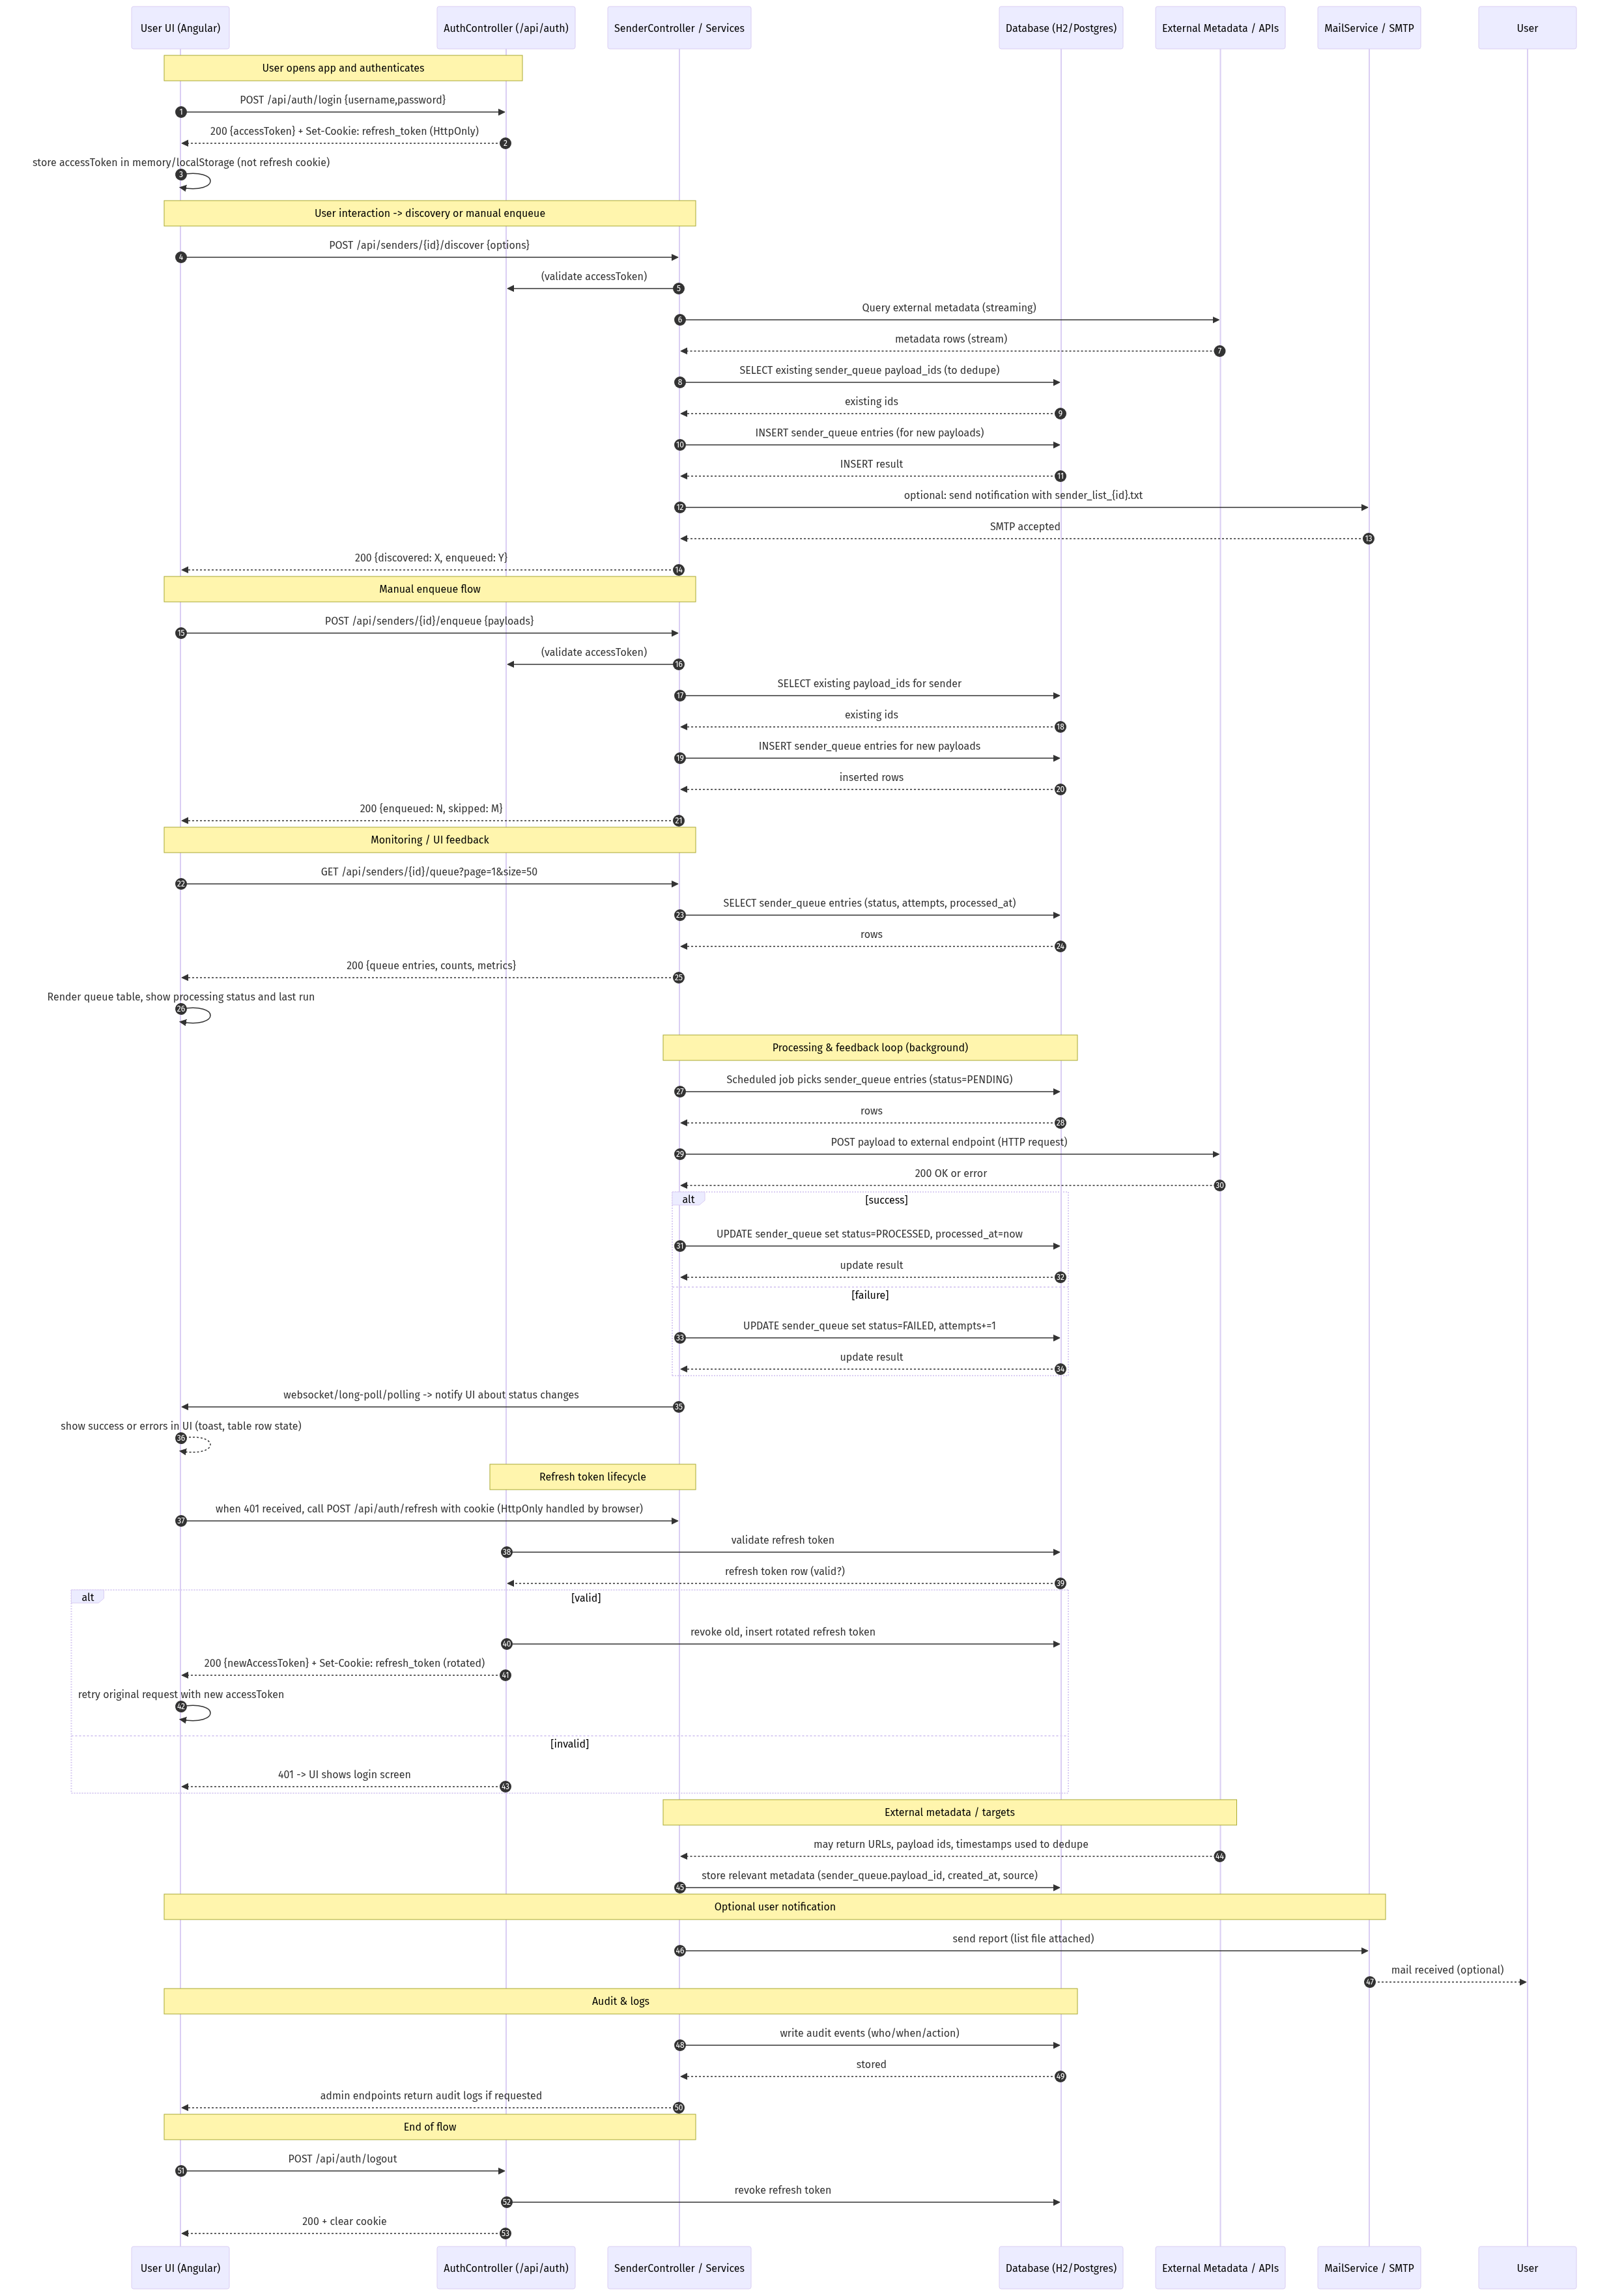 User UI (Angular)
AuthController (/api/auth)
SenderController / Services
Database (H2/Postgres)
External Metadata / APIs
MailService / SMTP
User
User opens app and authenticates
POST /api/auth/login {username,password}
1
200 {accessToken} + Set-Cookie: refresh_token (HttpOnly)
2
store accessToken in memory/localStorage (not refresh cookie)
3
User interaction -> discovery or manual enqueue
POST /api/senders/{id}/discover {options}
4
(validate accessToken)
5
Query external metadata (streaming)
6
metadata rows (stream)
7
SELECT existing sender_queue payload_ids (to dedupe)
8
existing ids
9
INSERT sender_queue entries (for new payloads)
10
INSERT result
11
optional: send notification with sender_list_{id}.txt
12
SMTP accepted
13
200 {discovered: X, enqueued: Y}
14
Manual enqueue flow
POST /api/senders/{id}/enqueue {payloads}
15
(validate accessToken)
16
SELECT existing payload_ids for sender
17
existing ids
18
INSERT sender_queue entries for new payloads
19
inserted rows
20
200 {enqueued: N, skipped: M}
21
Monitoring / UI feedback
GET /api/senders/{id}/queue?page=1&size=50
22
SELECT sender_queue entries (status, attempts, processed_at)
23
rows
24
200 {queue entries, counts, metrics}
25
Render queue table, show processing status and last run
26
Processing & feedback loop (background)
Scheduled job picks sender_queue entries (status=PENDING)
27
rows
28
POST payload to external endpoint (HTTP request)
29
200 OK or error
30
alt
[success]
UPDATE sender_queue set status=PROCESSED, processed_at=now
31
update result
32
[failure]
UPDATE sender_queue set status=FAILED, attempts+=1
33
update result
34
websocket/long-poll/polling -> notify UI about status changes
35
show success or errors in UI (toast, table row state)
36
Refresh token lifecycle
when 401 received, call POST /api/auth/refresh with cookie (HttpOnly handled by browser)
37
validate refresh token
38
refresh token row (valid?)
39
alt
[valid]
revoke old, insert rotated refresh token
40
200 {newAccessToken} + Set-Cookie: refresh_token (rotated)
41
retry original request with new accessToken
42
[invalid]
401 -> UI shows login screen
43
External metadata / targets
may return URLs, payload ids, timestamps used to dedupe
44
store relevant metadata (sender_queue.payload_id, created_at, source)
45
Optional user notification
send report (list file attached)
46
mail received (optional)
47
Audit & logs
write audit events (who/when/action)
48
stored
49
admin endpoints return audit logs if requested
50
End of flow
POST /api/auth/logout
51
revoke refresh token
52
200 + clear cookie
53
User UI (Angular)
AuthController (/api/auth)
SenderController / Services
Database (H2/Postgres)
External Metadata / APIs
MailService / SMTP
User